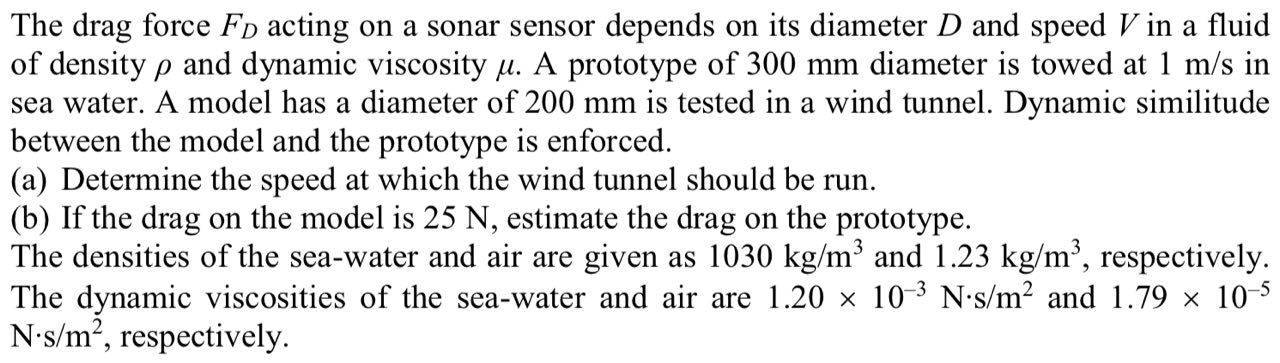 The drag force F_D acting on a sonar sensor depends on its diameter D and speed V in a fluid
of density ρ and dynamic viscosity μ. A prototype of 300 mm diameter is towed at 1 m/s in
sea water. A model has a diameter of 200 mm is tested in a wind tunnel. Dynamic similitude
between the model and the prototype is enforced.
(a) Determine the speed at which the wind tunnel should be run.
(b) If the drag on the model is 25 N, estimate the drag on the prototype.
The densities of the sea-water and air are given as 1030 kg/m³ and 1.23 kg/m³, respectively.
The dynamic viscosities of the sea-water and air are 1.20 × 10⁻³ N·s/m² and 1.79 × 10⁻⁵
N·s/m², respectively.